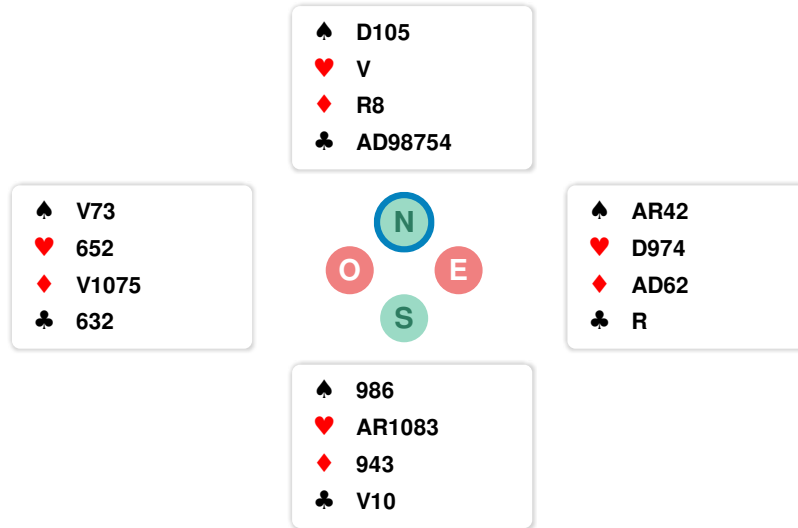 ♠ D105
♥ V
♦ R8
♣ AD98754
♠ V73
♥ 652
♦ V1075
♣ 632
N
O E
S
♠ AR42
♥ D974
♦ AD62
♣ R
♠ 986
♥ AR1083
♦ 943
♣ V10